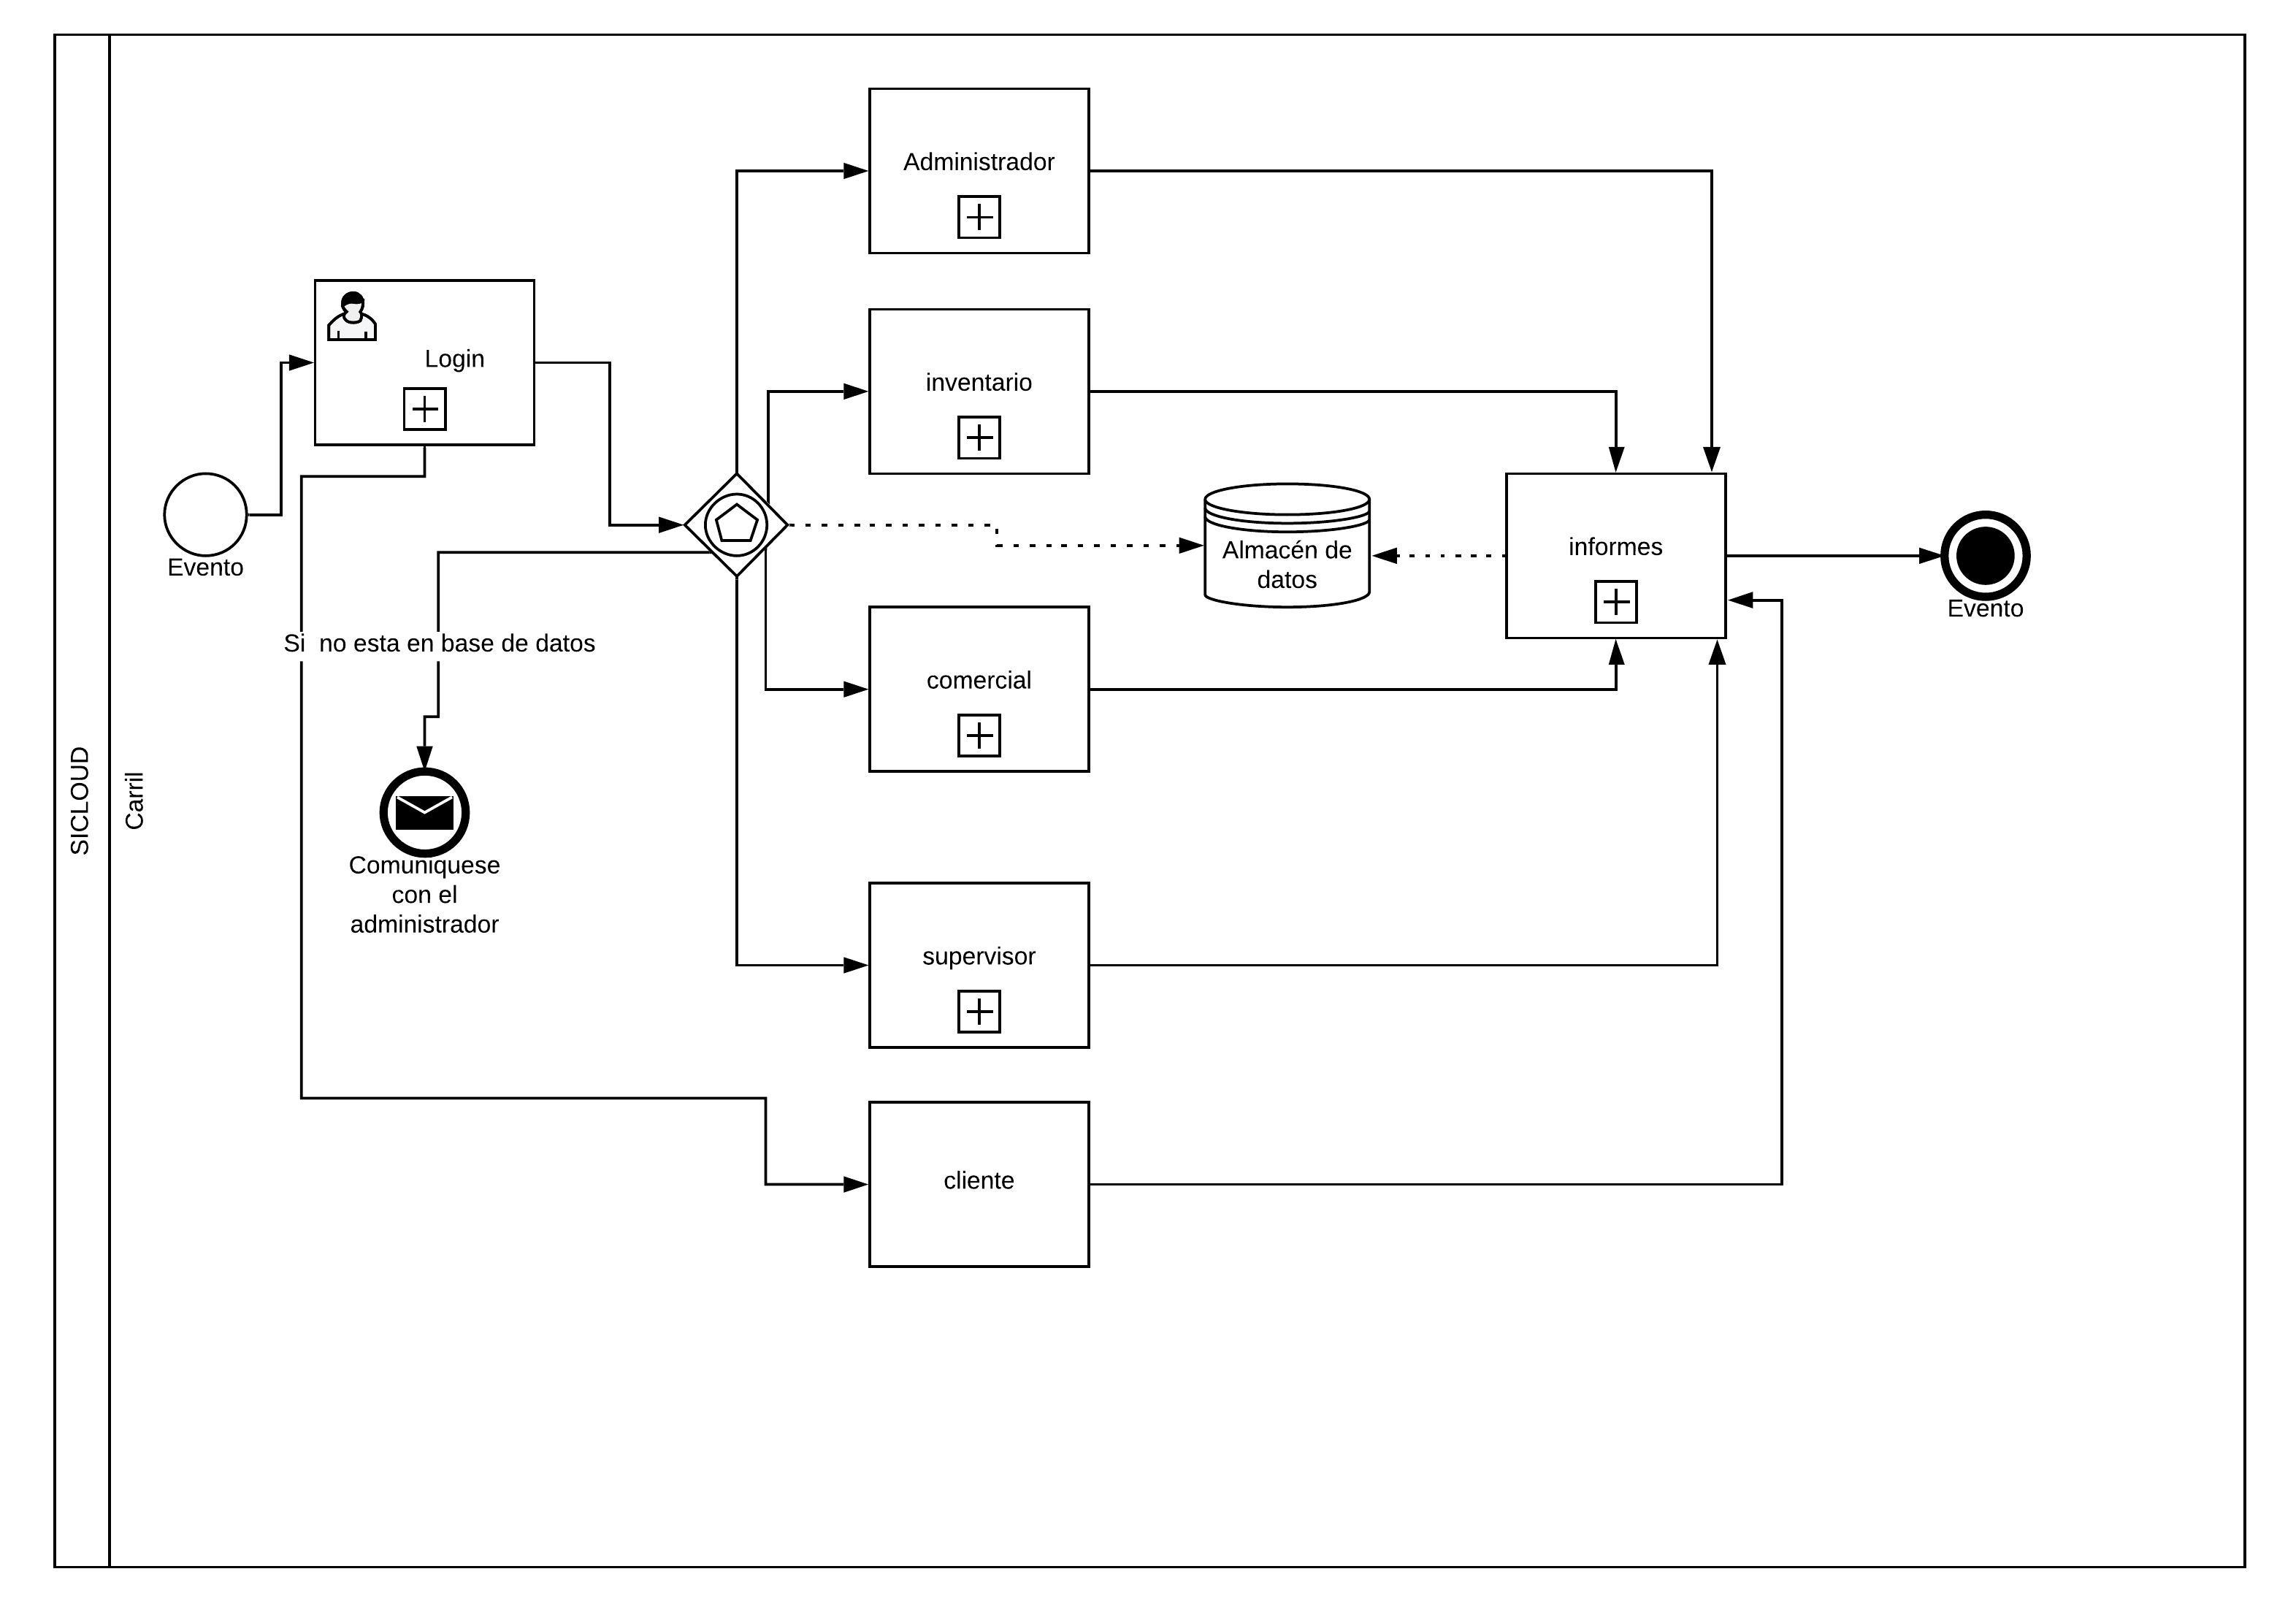 SICLOUD
Carril
Evento
Login
Si  no esta en base de datos
Comuniquese
con el
administrador
Administrador
inventario
comercial
supervisor
cliente
Almacén de
datos
informes
Evento